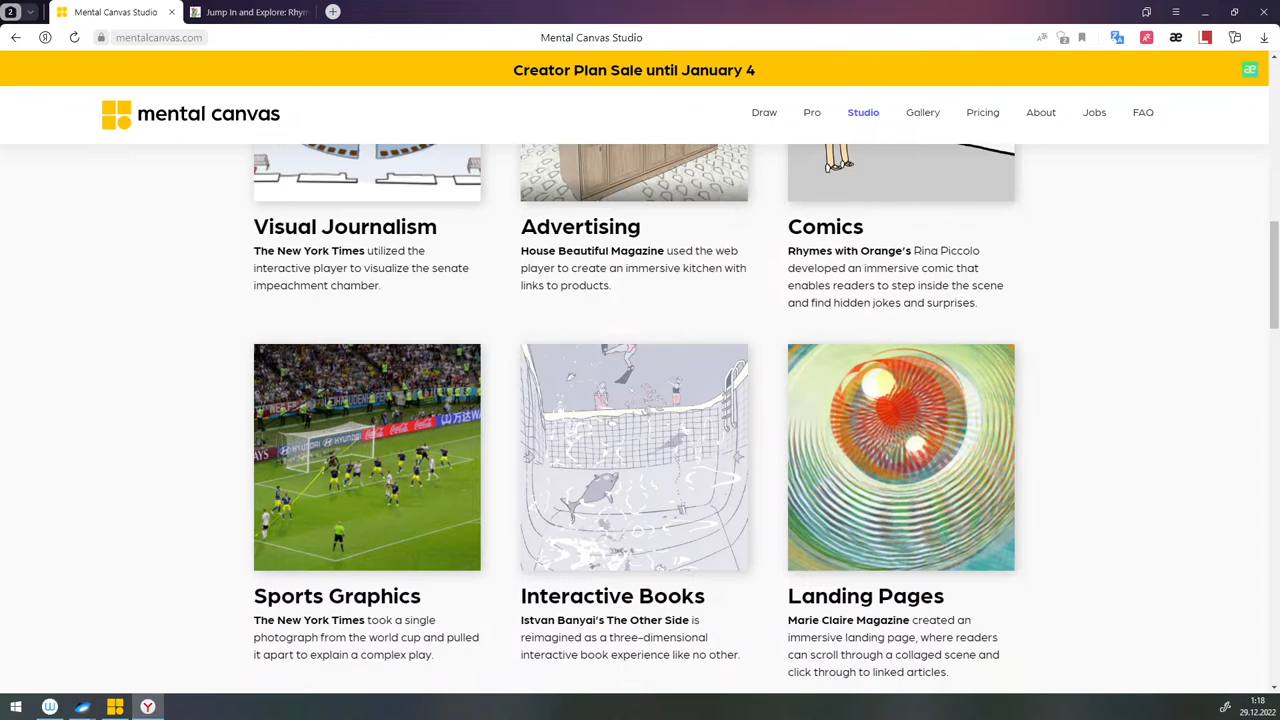 2
Mental Canvas Studio
Jump In and Explore: Rhym
mentalcanvas.com
Mental Canvas Studio
Creator Plan Sale until January 4
mental canvas
Draw Pro Studio Gallery Pricing About Jobs FAQ
Visual Journalism
The New York Times utilized the
interactive player to visualize the senate
impeachment chamber.
Advertising
House Beautiful Magazine used the web
player to create an immersive kitchen with
links to products.
Comics
Rhymes with Orange's Rina Piccolo
developed an immersive comic that
enables readers to step inside the scene
and find hidden jokes and surprises.
HYUNDAI HYUNDAI
Coca-Cola
万达 WA
Sports Graphics
The New York Times took a single
photograph from the world cup and pulled
it apart to explain a complex play.
Interactive Books
Istvan Banyai's The Other Side is
reimagined as a three-dimensional
interactive book experience like no other.
Landing Pages
Marie Claire Magazine created an
immersive landing page, where readers
can scroll through a collaged scene and
click through to linked articles.
1:18
29.12.2022